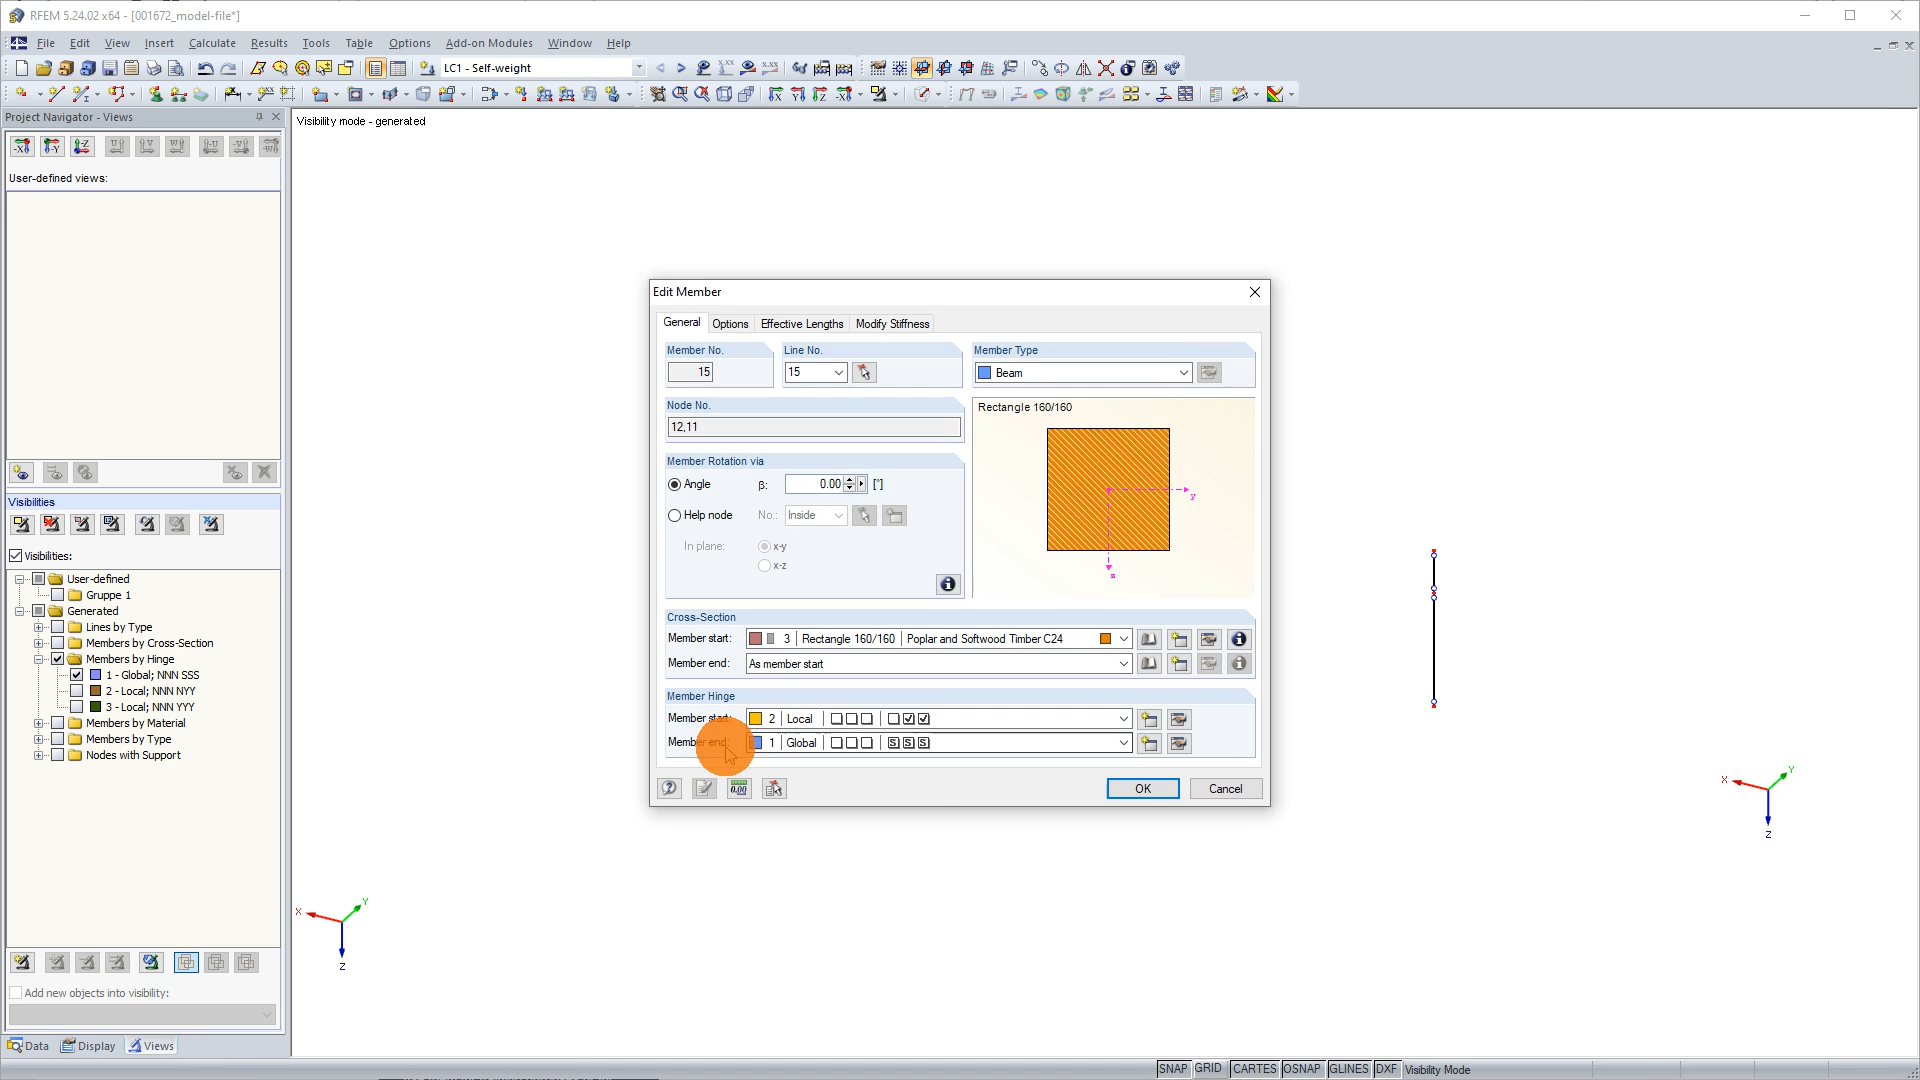 RFEM 5.24.02 x64 - [001672_model-file*]
File Edit View Insert Calculate Results Tools Table Options Add-on Modules Window Help
LC1 - Self-weight
Project Navigator - Views
Visibility mode - generated
User-defined views:
Visibilities
Visibilities:
User-defined
Gruppe 1
Generated
Lines by Type
Members by Cross-Section
Members by Hinge
1 - Global; NNN SSS
2 - Local; NNN NYY
3 - Local; NNN YYY
Members by Material
Members by Type
Nodes with Support
Add new objects into visibility:
Data Display Views
Edit Member
General Options Effective Lengths Modify Stiffness
Member No. Line No. Member Type
15 15 Beam
Node No.
12,11
Rectangle 160/160
y
z
Member Rotation via
Angle β: 0.00 [°]
Help node No.: Inside
In plane: x-y
x-z
Cross-Section
Member start: 3 Rectangle 160/160 Poplar and Softwood Timber C24
Member end: As member start
Member Hinge
Member start: 2 Local
Member end: 1 Global S S S
0.00
OK Cancel
X Y Z
X Y Z
SNAP GRID CARTES OSNAP GLINES DXF Visibility Mode